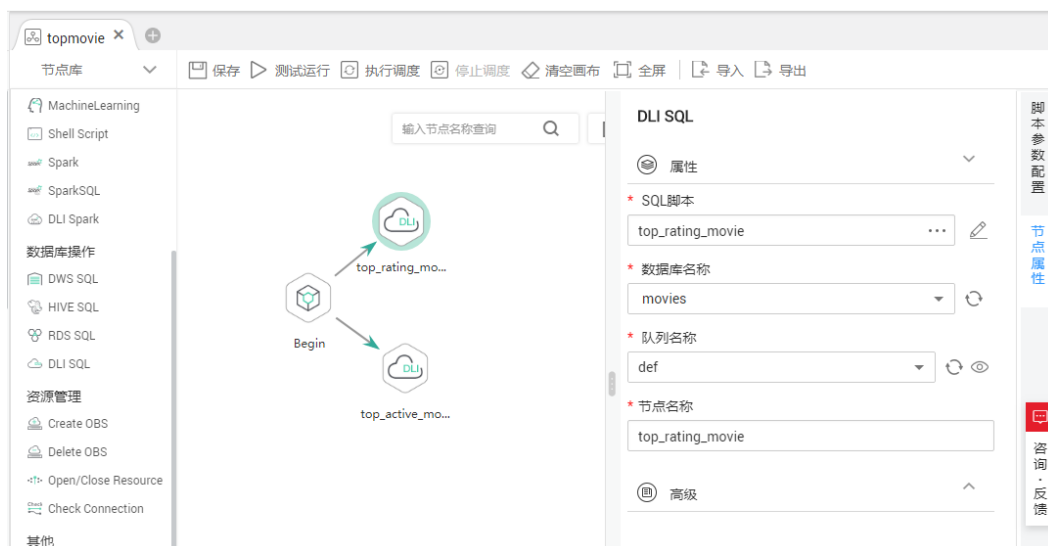 topmovie
节点库
保存 测试运行 执行调度 停止调度 清空画布 全屏 导入 导出
MachineLearning
Shell Script
Spark
SparkSQL
DLI Spark
数据库操作
DWS SQL
HIVE SQL
RDS SQL
DLI SQL
资源管理
Create OBS
Delete OBS
Open/Close Resource
Check Connection
其他
输入节点名称查询
DLI
top_rating_mo...
Begin
DLI
top_active_mo...
DLI SQL
属性
* SQL脚本
top_rating_movie ...
* 数据库名称
movies
* 队列名称
def
* 节点名称
top_rating_movie
高级
脚本参数配置
节点属性
咨询·反馈